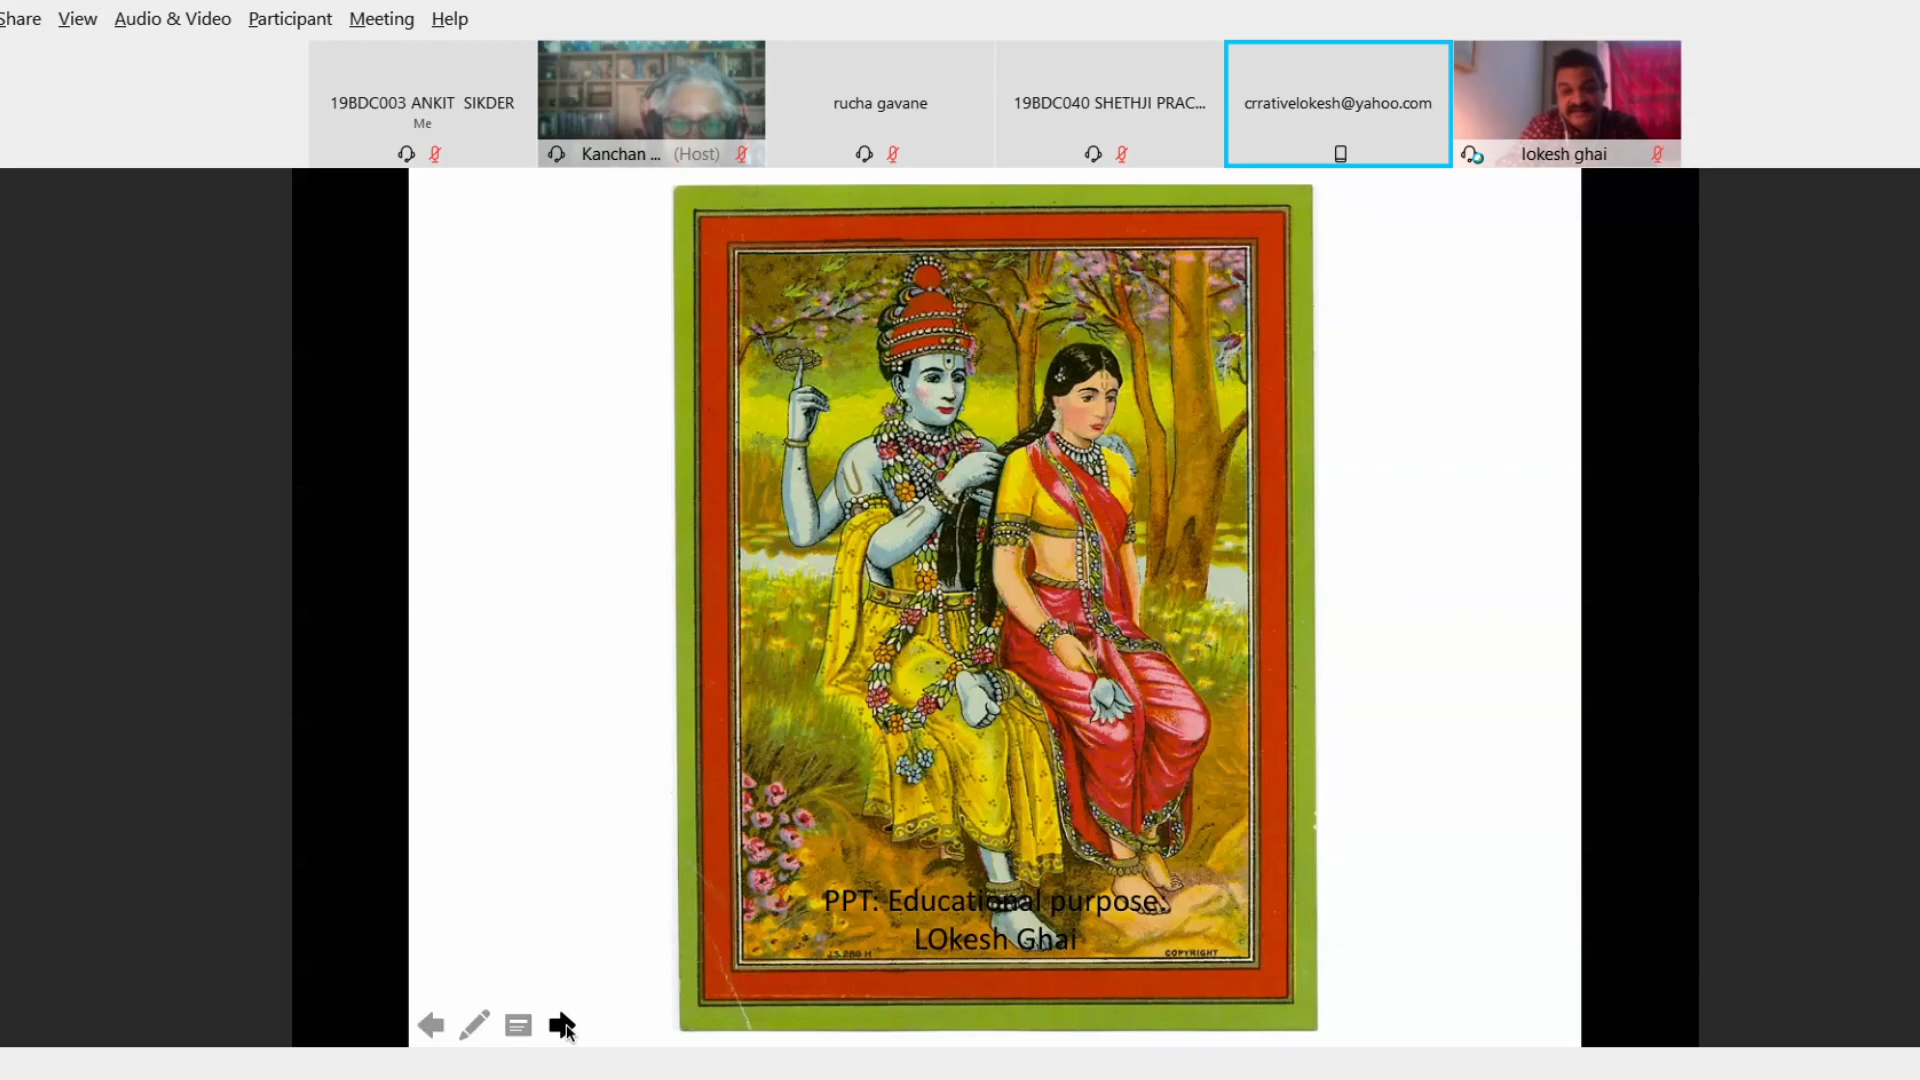 Share View Audio & Video Participant Meeting Help
19BDC003 ANKIT SIKDER
Me
Kanchan ... (Host)
rucha gavane
19BDC040 SHETHJI PRAC...
crrativelokesh@yahoo.com
lokesh ghai
PPT: Educational purpose:
LOkesh Ghai
COPYRIGHT